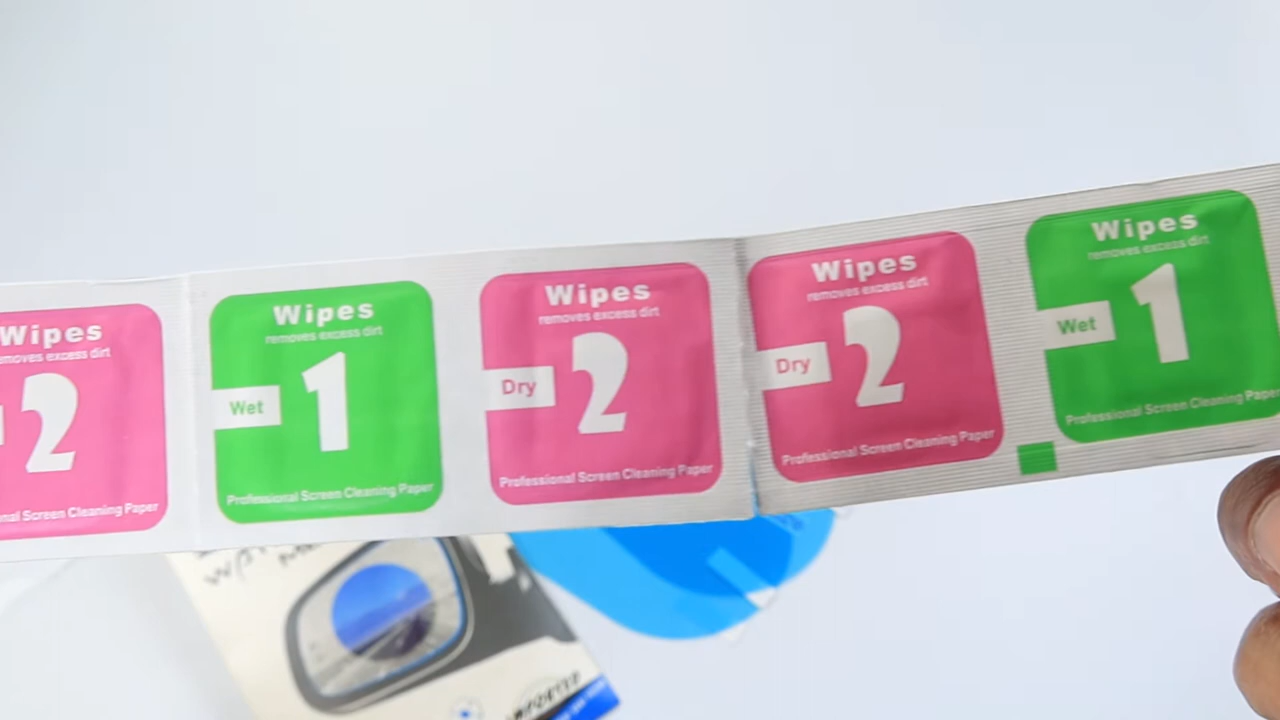 Wipes
removes excess dirt
2
Screen Cleaning Paper
Wipes
removes excess dirt
Wet
1
Professional Screen Cleaning Paper
Wipes
removes excess dirt
Dry
2
Professional Screen Cleaning Paper
Wipes
removes excess dirt
Dry
2
Professional Screen Cleaning Paper
Wipes
removes excess dirt
Wet
1
Professional Screen Cleaning Paper